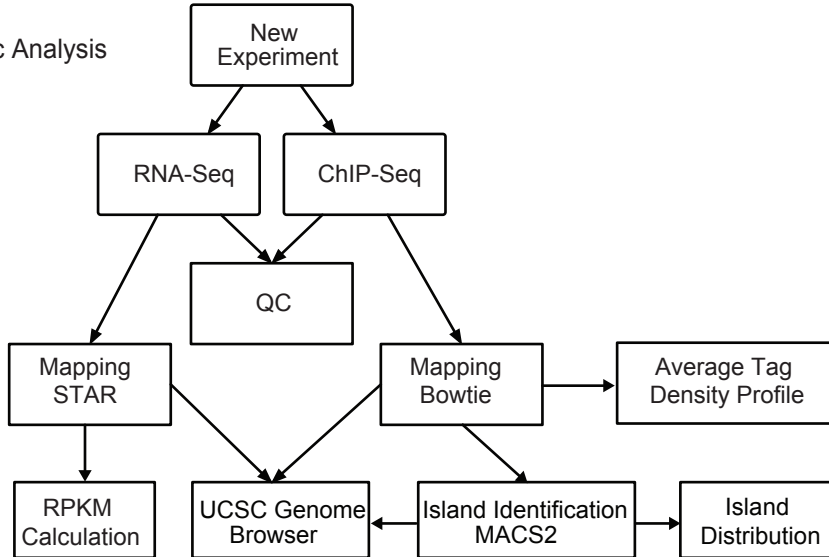 Analysis
New
Experiment
RNA-Seq
ChIP-Seq
QC
Mapping
STAR
Mapping
Bowtie
Average Tag
Density Profile
RPKM
Calculation
UCSC Genome
Browser
Island Identification
MACS2
Island
Distribution